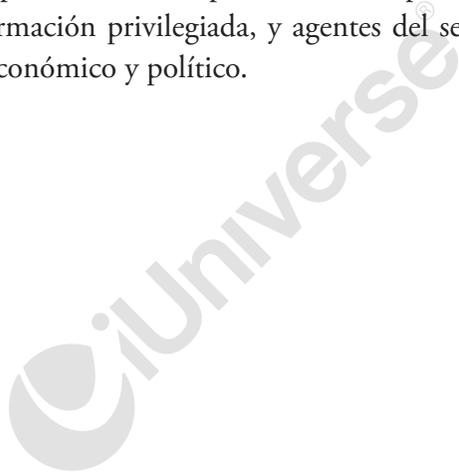 rmación privilegiada, y agentes del se
conómico y político.
iUniverse®